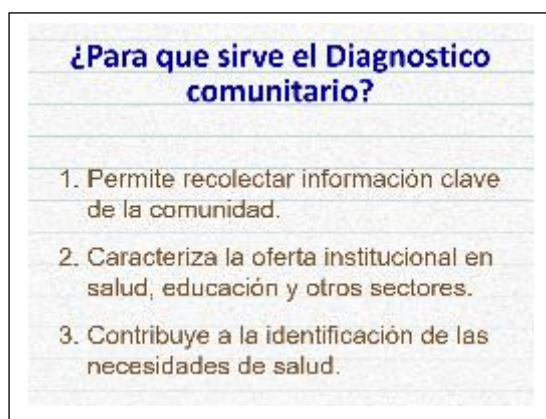 ¿Para que sirve el Diagnostico
comunitario?
1. Permite recolectar información clave
de la comunidad.
2. Caracteriza la oferta institucional en
salud, educación y otros sectores.
3. Contribuye a la identificación de las
necesidades de salud.